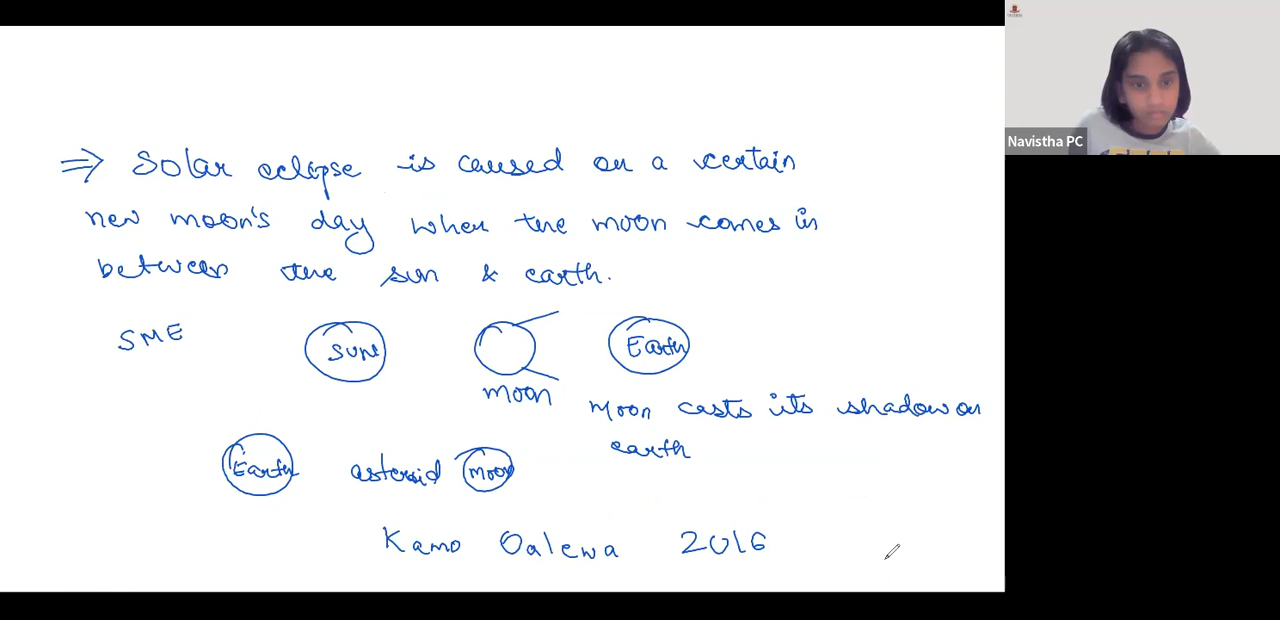 ⇒ Solar eclipse is caused on a certain
new moon's day when the moon comes in
between the sun & earth.
SME
Sun
Earth
moon
Moon casts its shadow on
earth
Earth asteroid Moon
Kamo Oalewa 2016
Navistha PC